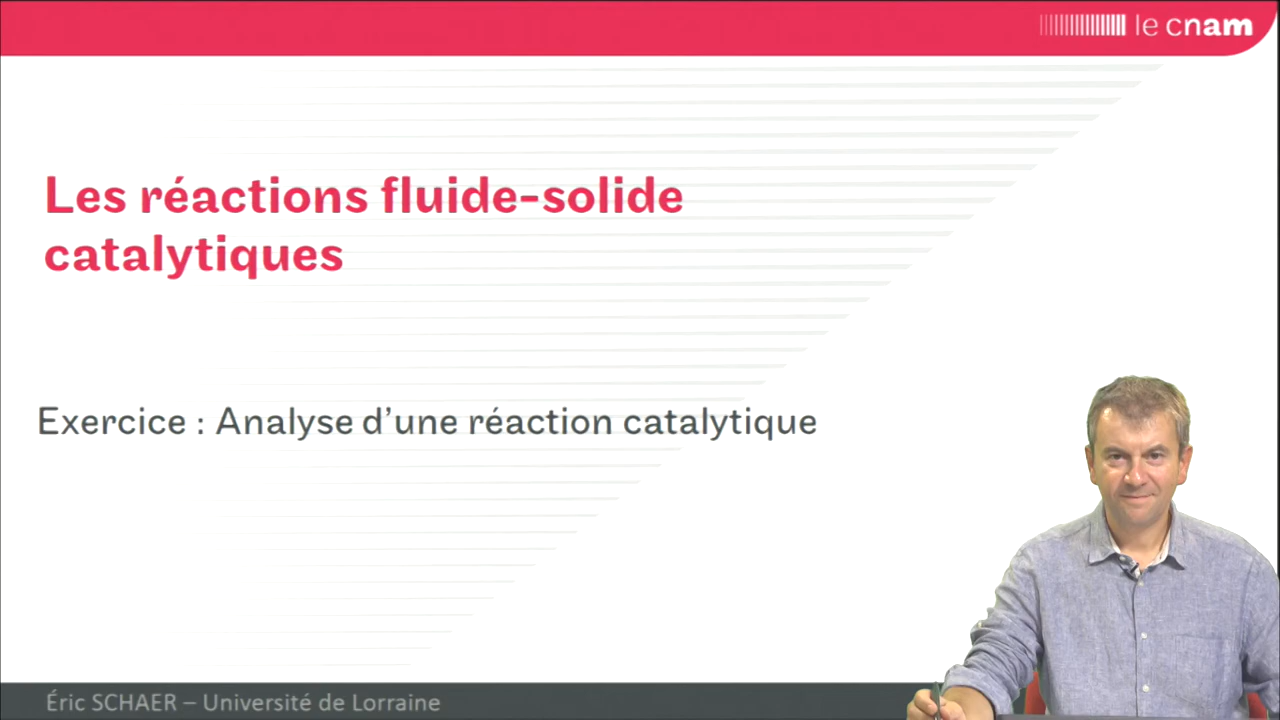 le cnam
Les réactions fluide-solide
catalytiques
Exercice : Analyse d’une réaction catalytique
Éric SCHAER – Université de Lorraine